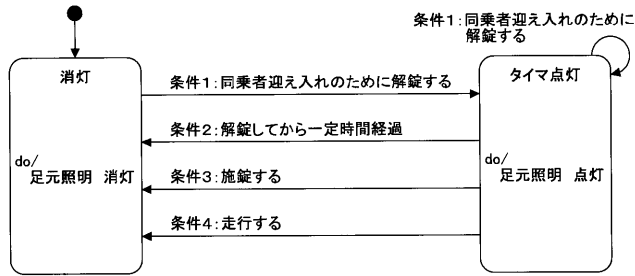 条件1:同乗者迎え入れのために
解錠する
消灯
条件1:同乗者迎え入れのために解錠する
タイマ点灯
条件2:解錠してから一定時間経過
do/
足元照明 消灯
条件3:施錠する
do/
足元照明 点灯
条件4:走行する